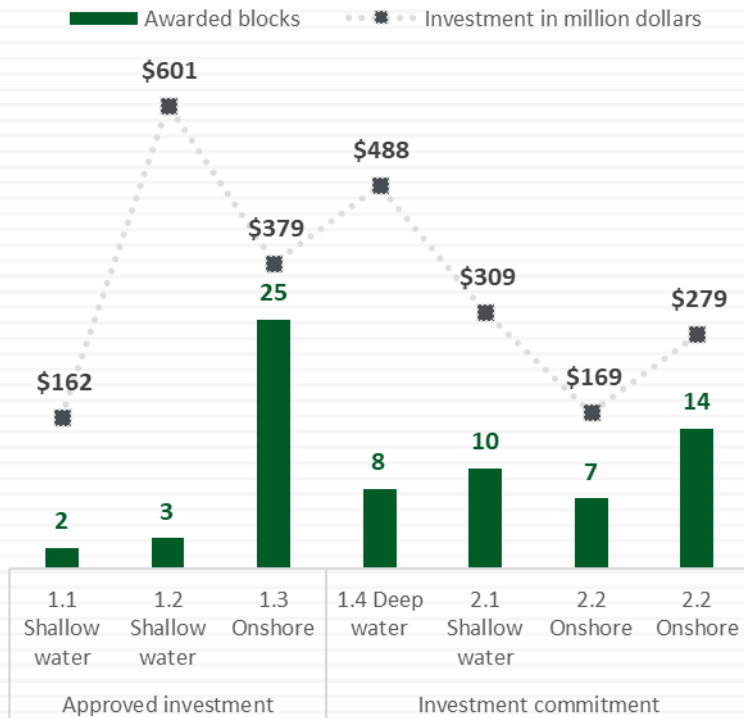 Awarded blocks
Investment in million dollars
$601
$488
$379
$309
$279
$162
$169
25
14
10
8
7
3
2
1.1
Shallow
water
1.2
Shallow
water
1.3
Onshore
1.4 Deep
water
2.1
Shallow
water
2.2
Onshore
2.2
Onshore
Approved investment
Investment commitment